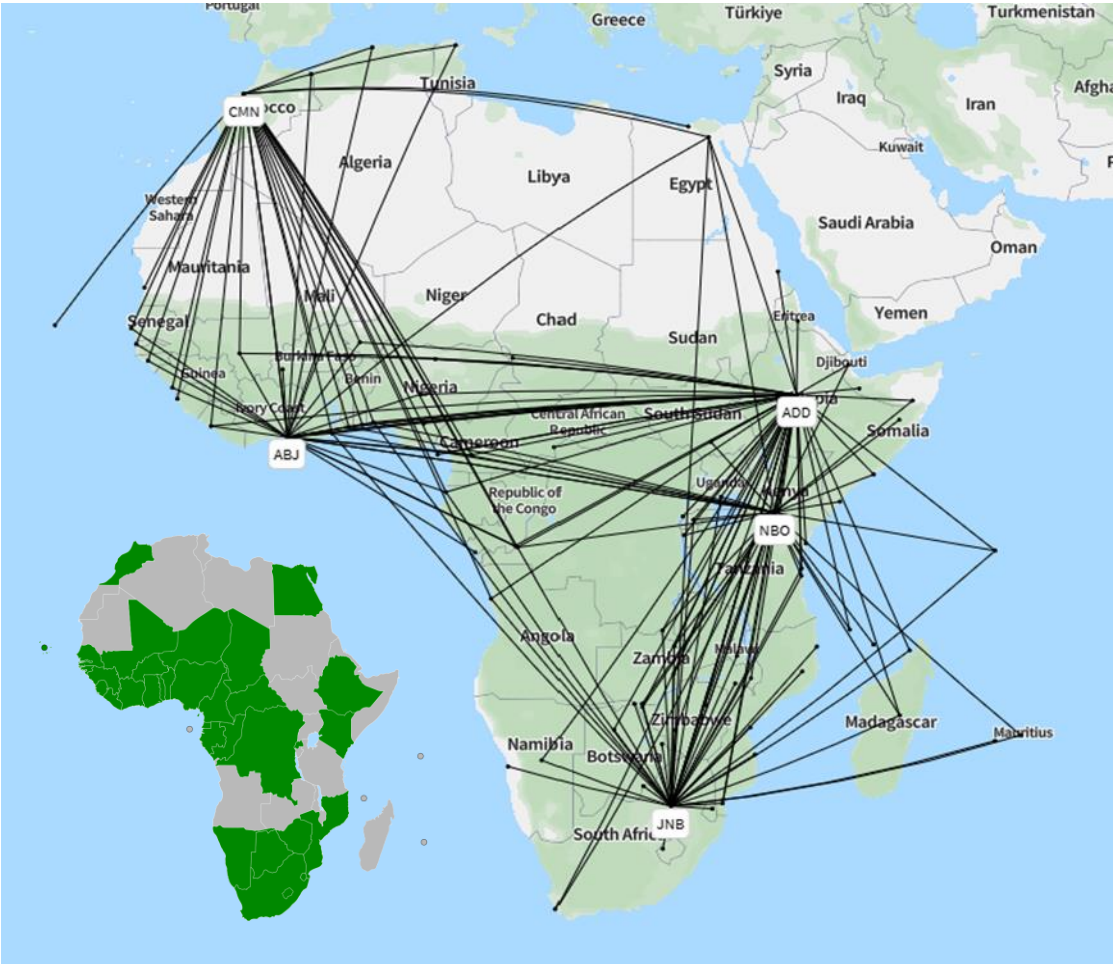 Portugal
Greece
Türkiye
Turkmenistan
Syria
Afgha
Tunisia
Iraq
Iran
CMN
occo
Kuwait
Algeria
Libya
Egypt
Western
Sahara
Saudi Arabia
Oman
Mauritania
Mali
Niger
Chad
Yemen
Eritrea
Senegal
Sudan
Burkina Faso
Djibouti
Guinea
Benin
Nigeria
pia
Ivory Coast
Central African
Republic
South Sudan
ADD
Somalia
ABJ
Cameroon
Uganda
Kenya
Republic of
the Congo
NBO
Tanzania
Angola
Zambia
Malawi
Zimbabwe
Madagascar
Mauritius
Namibia
Botswana
JNB
South Afric